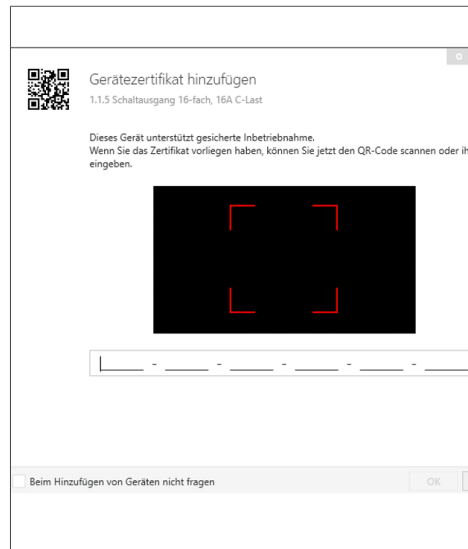 Gerätezertifikat hinzufügen
1.1.5 Schaltausgang 16-fach, 16A C-Last
Dieses Gerät unterstützt gesicherte Inbetriebnahme.
Wenn Sie das Zertifikat vorliegen haben, können Sie jetzt den QR-Code scannen oder ih
eingeben.
Beim Hinzufügen von Geräten nicht fragen
OK